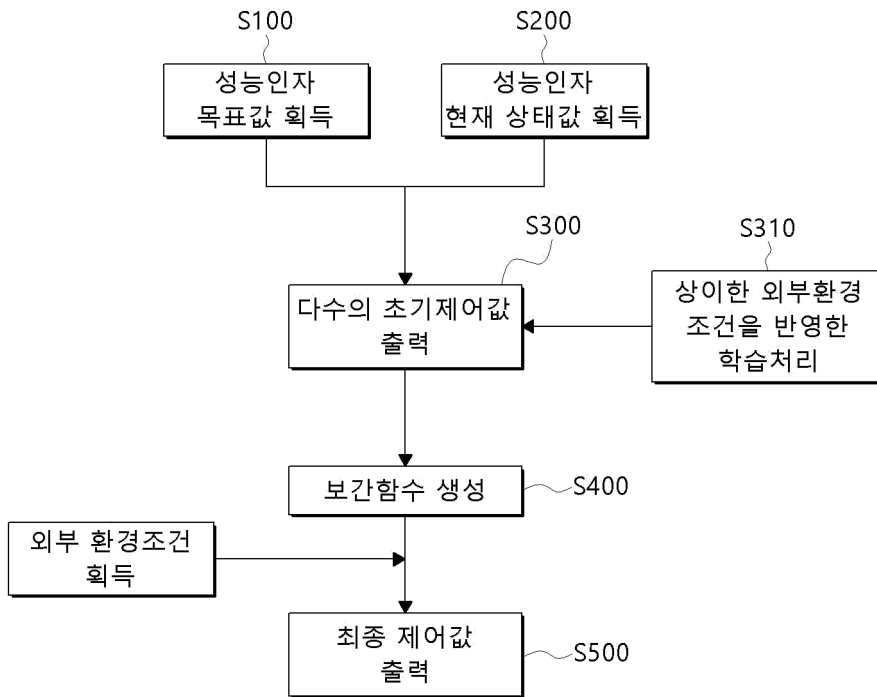 S100
S200
성능인자
목표값 획득
성능인자
현재 상태값 획득
S300
S310
다수의 초기제어값
출력
상이한 외부환경
조건을 반영한
학습처리
보간함수 생성
S400
외부 환경조건
획득
최종 제어값
출력
S500